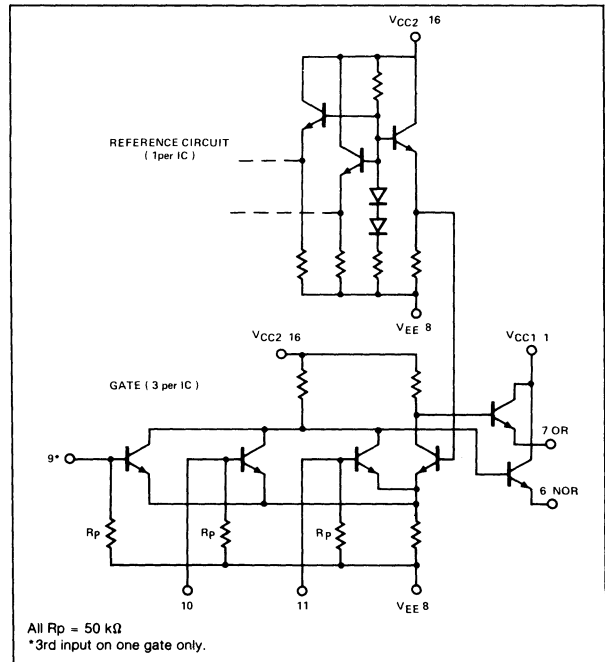 VCC2 16
REFERENCE CIRCUIT
( 1per IC )
VEE 8
VCC2 16
VCC1 1
GATE ( 3 per IC )
7 OR
9*
6 NOR
Rp
Rp
Rp
10
11
VEE 8
All Rp = 50 kΩ
*3rd input on one gate only.